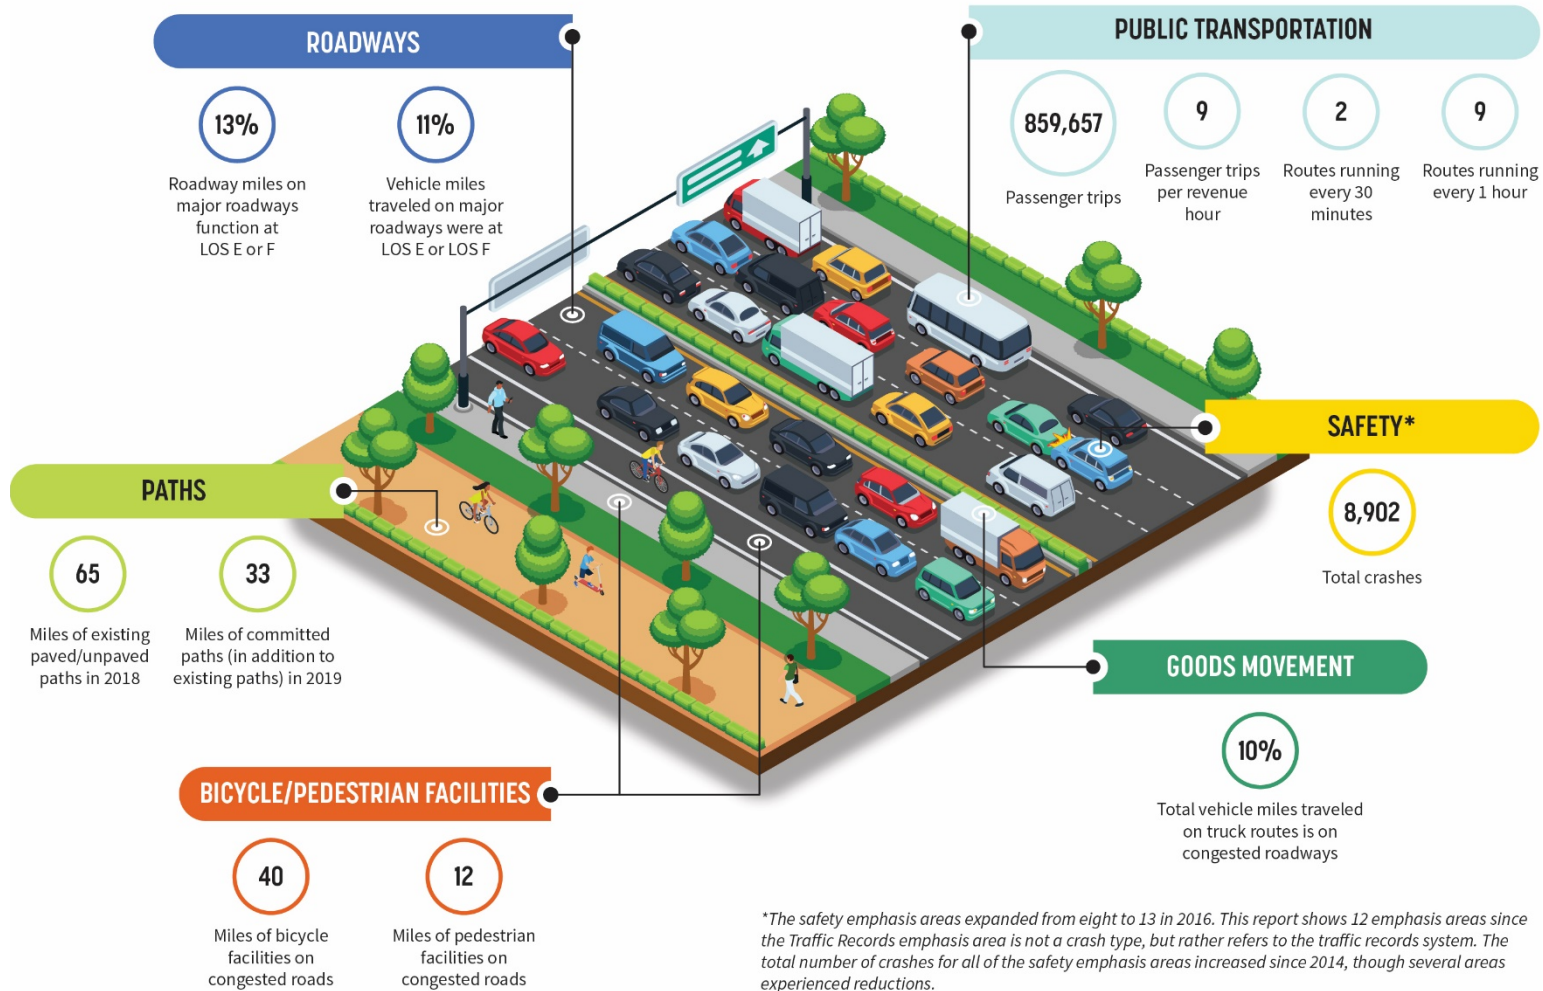 ROADWAYS
13%
Roadway miles on
major roadways
function at
LOS E or F
11%
Vehicle miles
traveled on major
roadways were at
LOS E or LOS F
PUBLIC TRANSPORTATION
859,657
Passenger trips
9
Passenger trips
per revenue
hour
2
Routes running
every 30
minutes
9
Routes running
every 1 hour
SAFETY*
8,902
Total crashes
PATHS
65
Miles of existing
paved/unpaved
paths in 2018
33
Miles of committed
paths (in addition to
existing paths) in 2019
GOODS MOVEMENT
10%
Total vehicle miles traveled
on truck routes is on
congested roadways
BICYCLE/PEDESTRIAN FACILITIES
40
Miles of bicycle
facilities on
congested roads
12
Miles of pedestrian
facilities on
congested roads
*The safety emphasis areas expanded from eight to 13 in 2016. This report shows 12 emphasis areas since
the Traffic Records emphasis area is not a crash type, but rather refers to the traffic records system. The
total number of crashes for all of the safety emphasis areas increased since 2014, though several areas
experienced reductions.